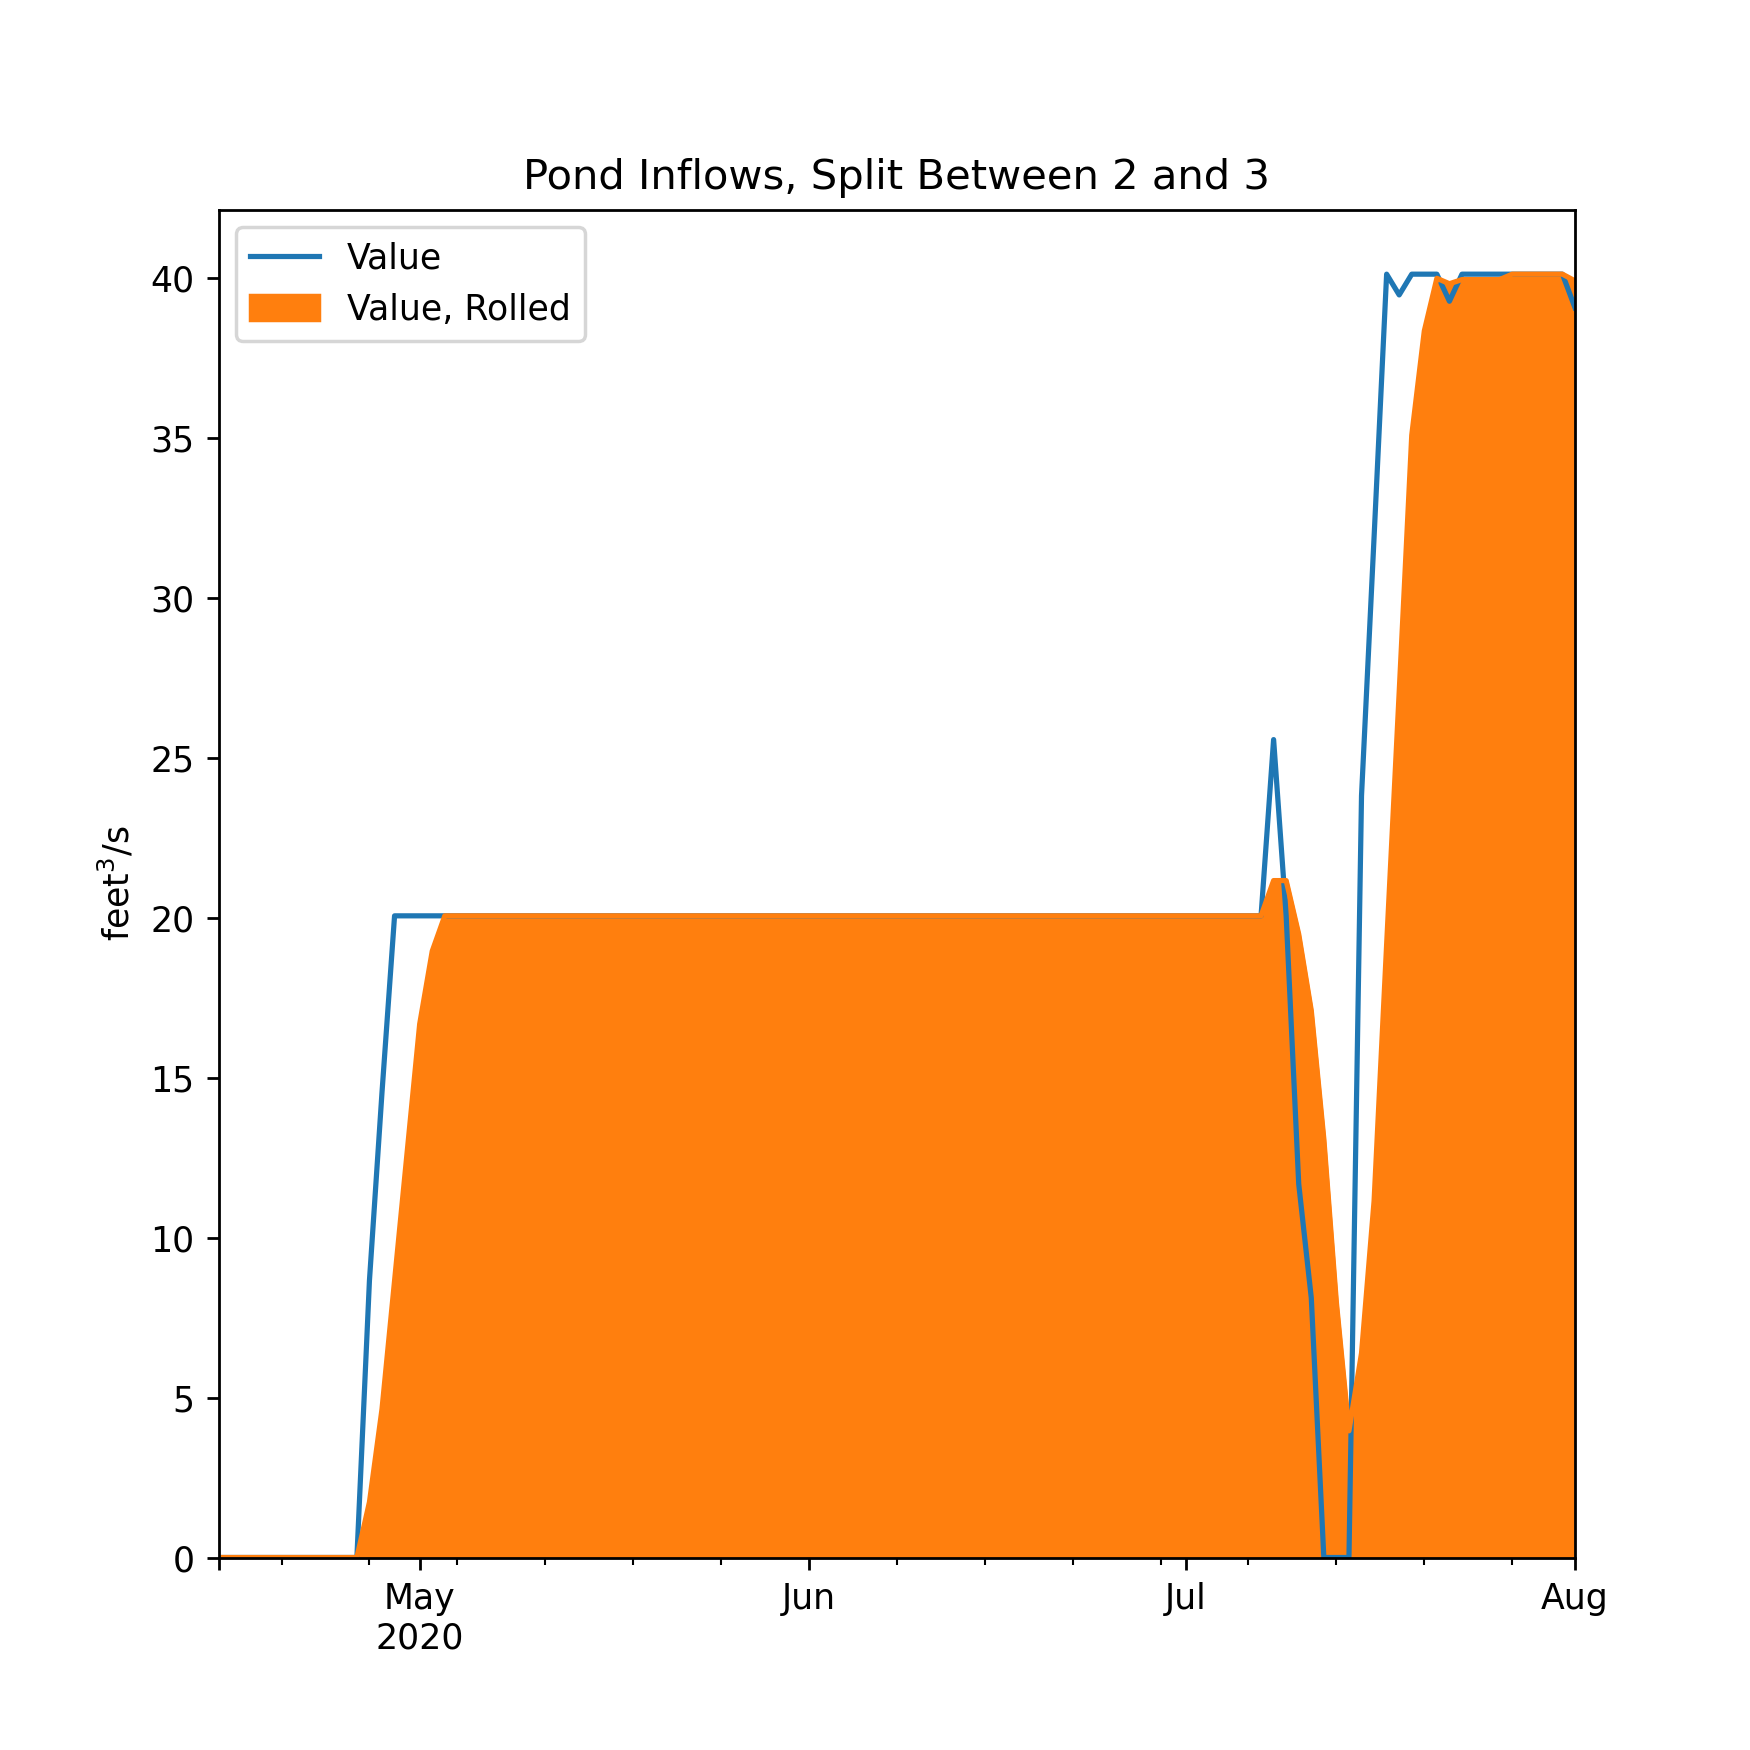 Pond Inflows, Split Between 2 and 3
Value
Value, Rolled
feet³/s
40
35
30
25
20
15
10
5
0
May
2020
Jun
Jul
Aug